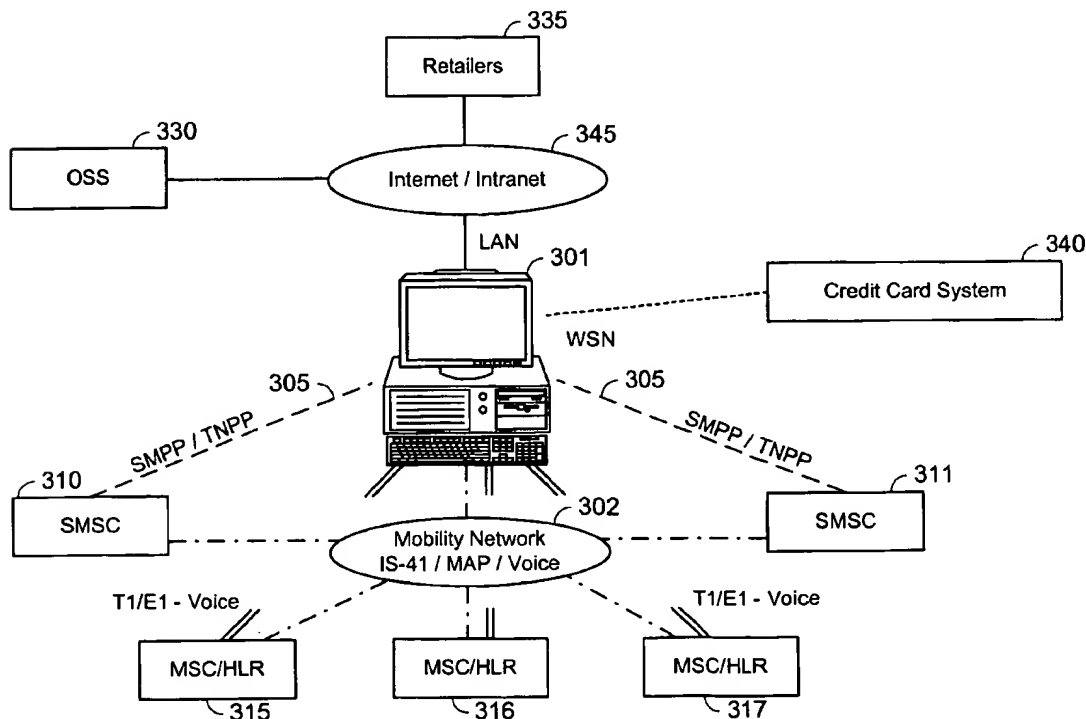 335
Retailers
330
345
OSS
Internet / Intranet
LAN
301
340
Credit Card System
WSN
305
305
SMPP / TNPP
SMPP / TNPP
310
311
SMSC
302
SMSC
Mobility Network
IS-41 / MAP / Voice
T1/E1 - Voice
T1/E1 - Voice
MSC/HLR
MSC/HLR
MSC/HLR
315
316
317